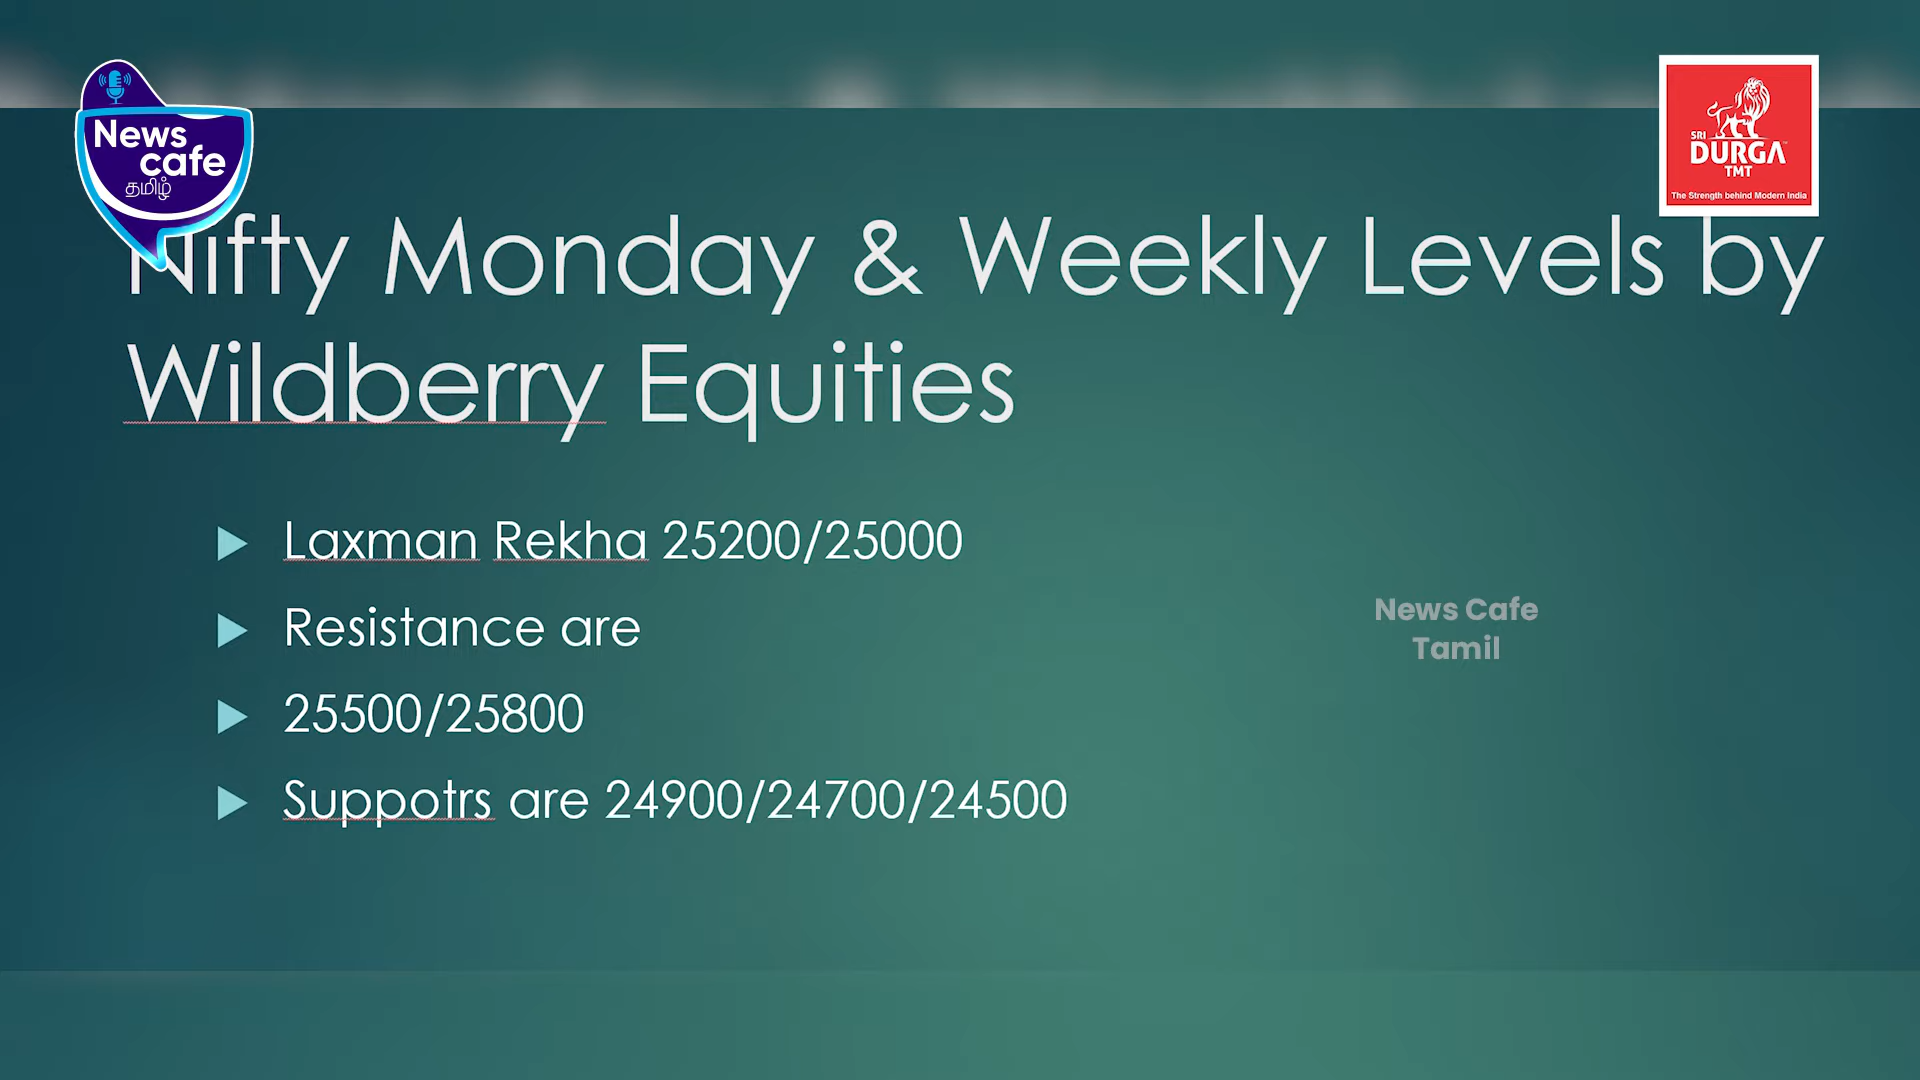 News
cafe
தமிழ்
SRI
DURGA
TMT
The Strength behind Modern India
Nifty Monday & Weekly Levels by
Wildberry Equities
Laxman Rekha 25200/25000
Resistance are
25500/25800
Suppotrs are 24900/24700/24500
News Cafe
Tamil